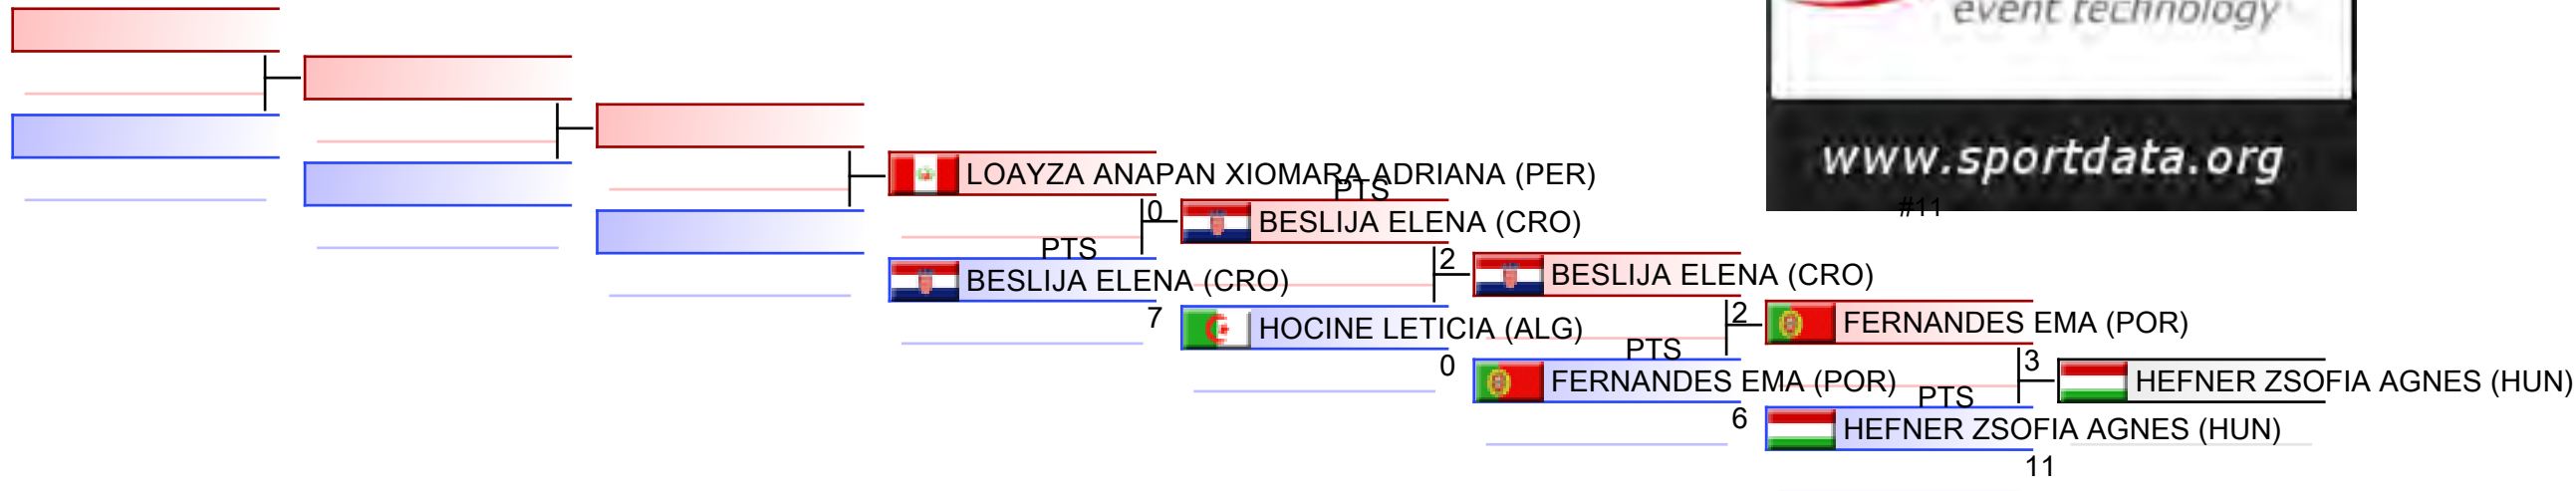 event technology
www.sportdata.org
#11
LOAYZA ANAPAN XIOMARA ADRIANA (PER)
PTS
0
BESLIJA ELENA (CRO)
PTS
BESLIJA ELENA (CRO)
7
2
BESLIJA ELENA (CRO)
HOCINE LETICIA (ALG)
0
2
FERNANDES EMA (POR)
PTS
FERNANDES EMA (POR)
6
3
HEFNER ZSOFIA AGNES (HUN)
PTS
HEFNER ZSOFIA AGNES (HUN)
11